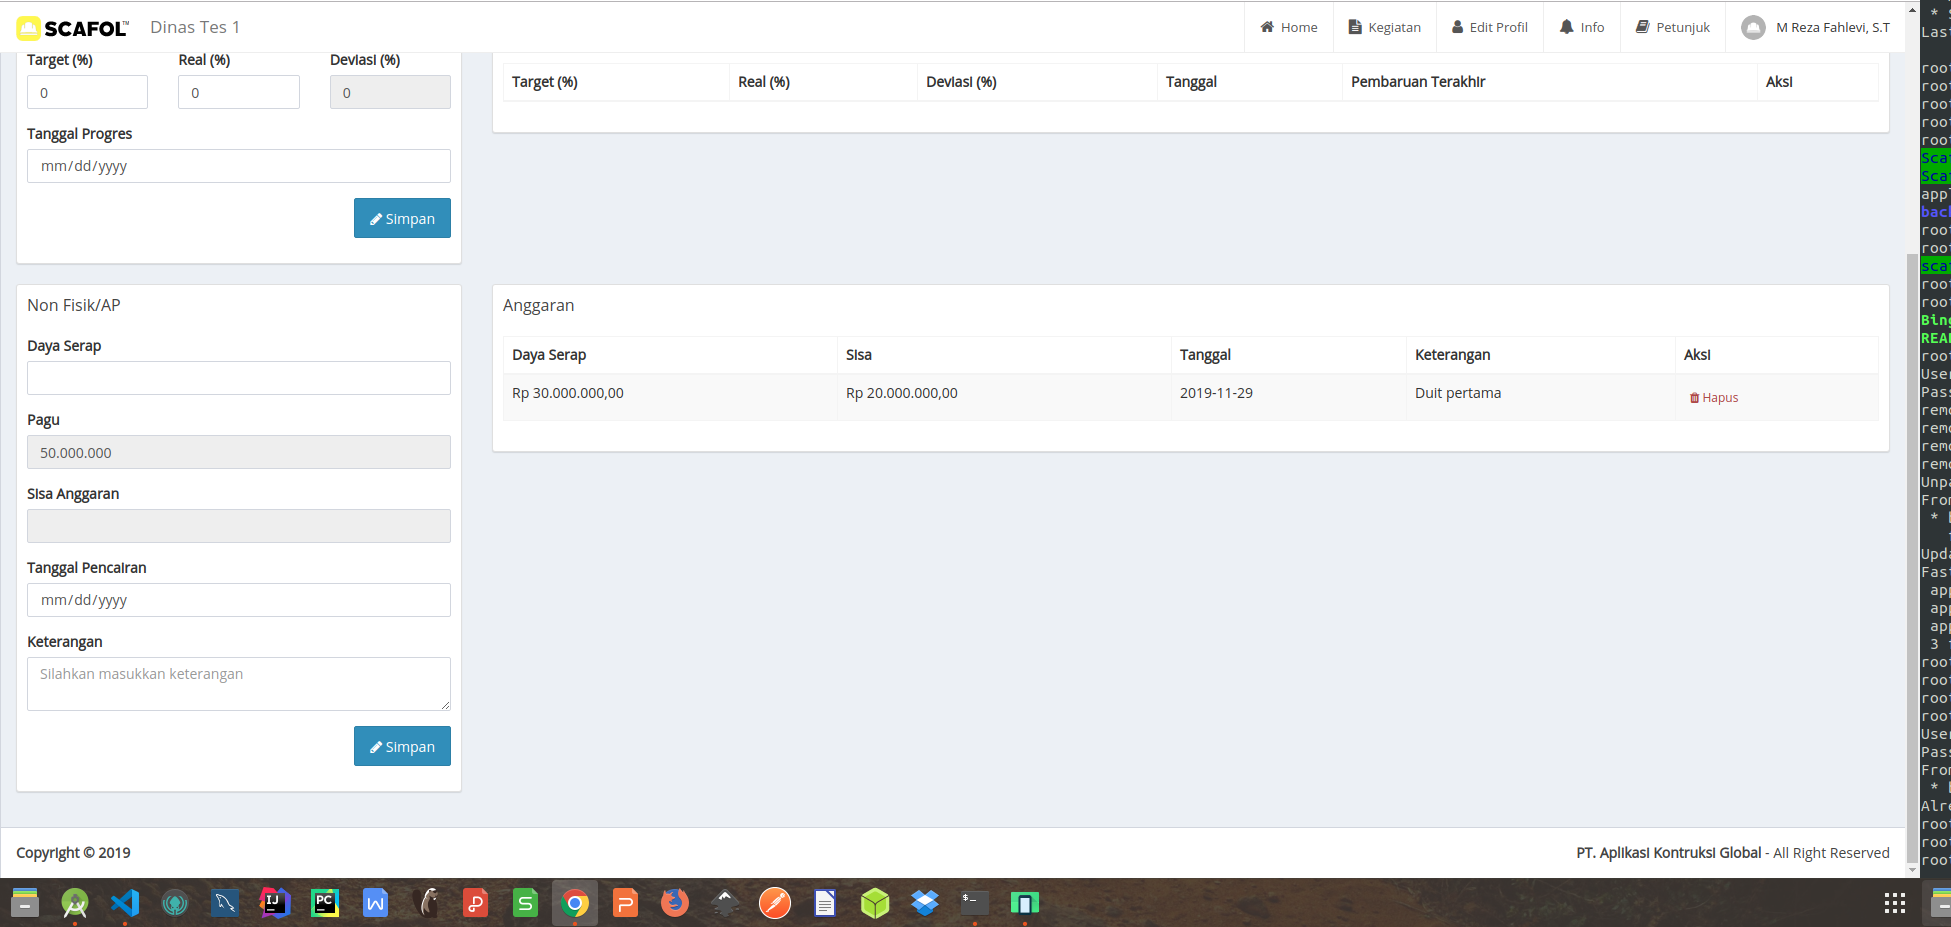 SCAFOL™ Dinas Tes 1 Home Kegiatan Edit Profil Info Petunjuk M Reza Fahlevi, S.T
Target (%) Real (%) Deviasi (%)
0 0 0
Tanggal Progres
mm/dd/yyyy
Simpan
Target (%) Real (%) Deviasi (%) Tanggal Pembaruan Terakhir Aksi
Non Fisik/AP
Daya Serap
Pagu
50.000.000
Sisa Anggaran
Tanggal Pencairan
mm/dd/yyyy
Keterangan
Silahkan masukkan keterangan
Simpan
Anggaran
Daya Serap Sisa Tanggal Keterangan Aksi
Rp 30.000.000,00 Rp 20.000.000,00 2019-11-29 Duit pertama Hapus
Copyright © 2019 PT. Aplikasi Kontruksi Global - All Right Reserved
IJ PC W P S P $-